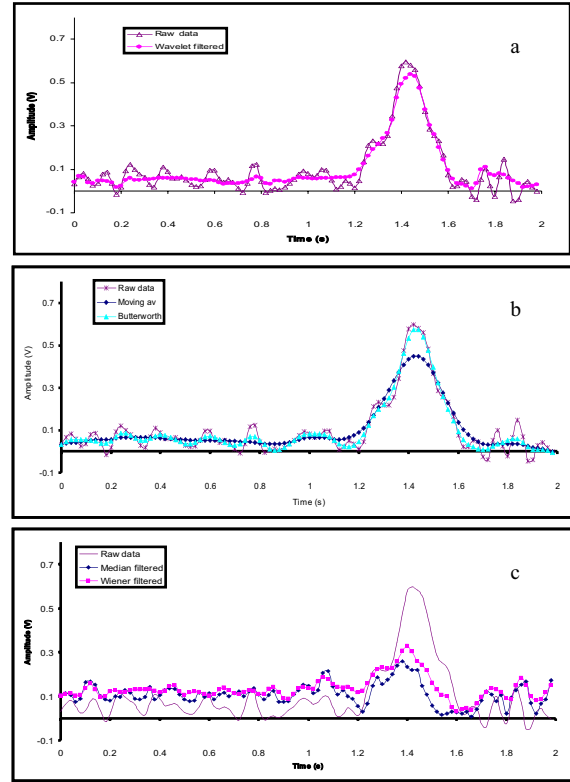 Raw data
Wavelet filtered
a
Amplitude (V)
0.7
0.5
0.3
0.1
-0.1
0 0.2 0.4 0.6 0.8 1 1.2 1.4 1.6 1.8 2
Time (s)
Raw data
Moving av
Butterworth
b
Amplitude (V)
0.7
0.5
0.3
0.1
-0.1
0 0.2 0.4 0.6 0.8 1 1.2 1.4 1.6 1.8 2
Time (s)
Raw data
Median filtered
Wiener filtered
c
Amplitude (V)
0.7
0.5
0.3
0.1
-0.1
0 0.2 0.4 0.6 0.8 1 1.2 1.4 1.6 1.8 2
Time (s)